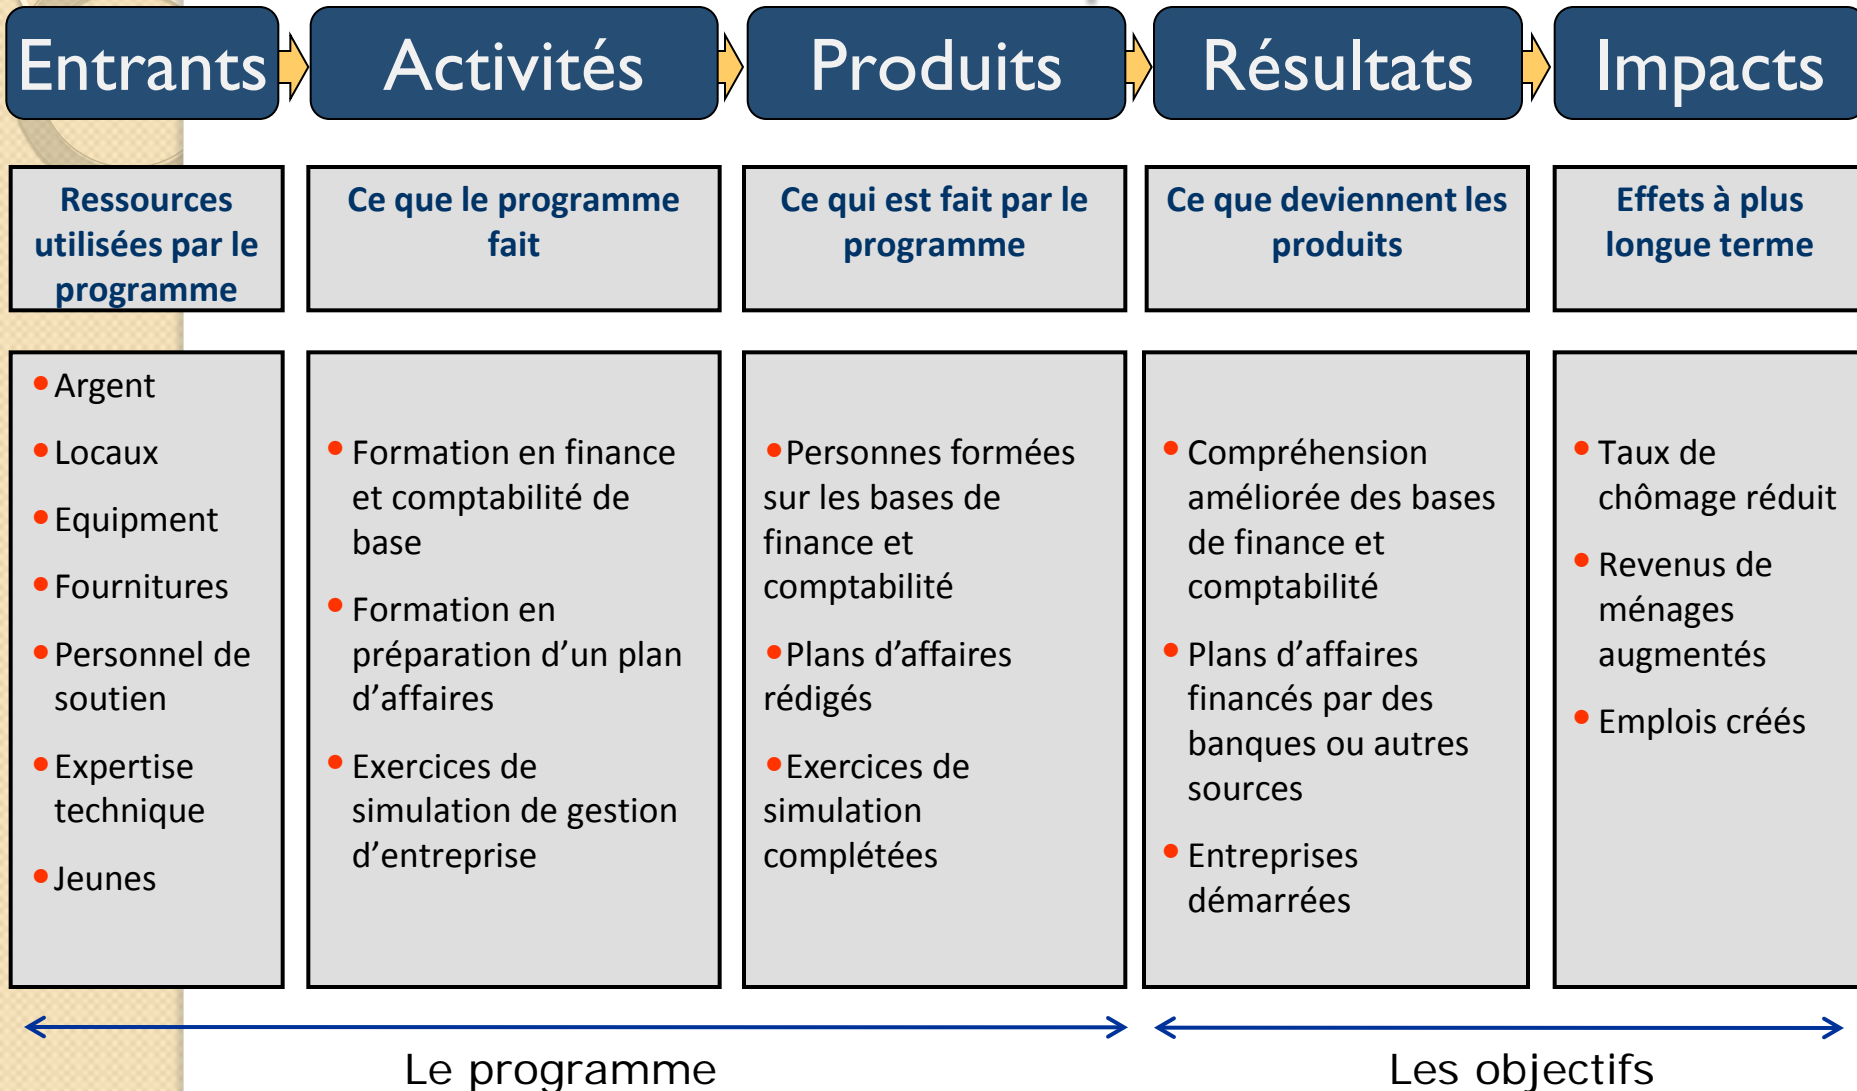 Entrants
Activités
Produits
Résultats
Impacts
Ressources
utilisées par le
programme
Ce que le programme
fait
Ce qui est fait par le
programme
Ce que deviennent les
produits
Effets à plus
longue terme
•Argent
•Locaux
•Equipment
•Fournitures
•Personnel de
soutien
•Expertise
technique
•Jeunes
• Formation en finance
et comptabilité de
base
• Formation en
préparation d’un plan
d’affaires
• Exercices de
simulation de gestion
d’entreprise
•Personnes formées
sur les bases de
finance et
comptabilité
•Plans d’affaires
rédigés
•Exercices de
simulation
complétées
• Compréhension
améliorée des bases
de finance et
comptabilité
• Plans d’affaires
financés par des
banques ou autres
sources
• Entreprises
démarrées
• Taux de
chômage réduit
• Revenus de
ménages
augmentés
• Emplois créés
Le programme
Les objectifs